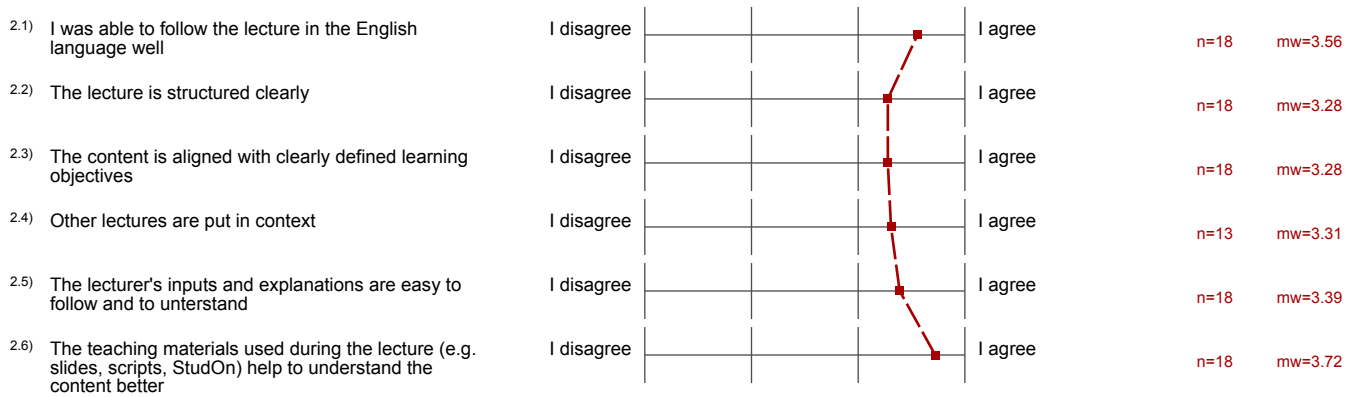 2.1) I was able to follow the lecture in the English language well I disagree I agree n=18 mw=3.56
2.2) The lecture is structured clearly I disagree I agree n=18 mw=3.28
2.3) The content is aligned with clearly defined learning objectives I disagree I agree n=18 mw=3.28
2.4) Other lectures are put in context I disagree I agree n=13 mw=3.31
2.5) The lecturer's inputs and explanations are easy to follow and to unterstand I disagree I agree n=18 mw=3.39
2.6) The teaching materials used during the lecture (e.g. slides, scripts, StudOn) help to understand the content better I disagree I agree n=18 mw=3.72